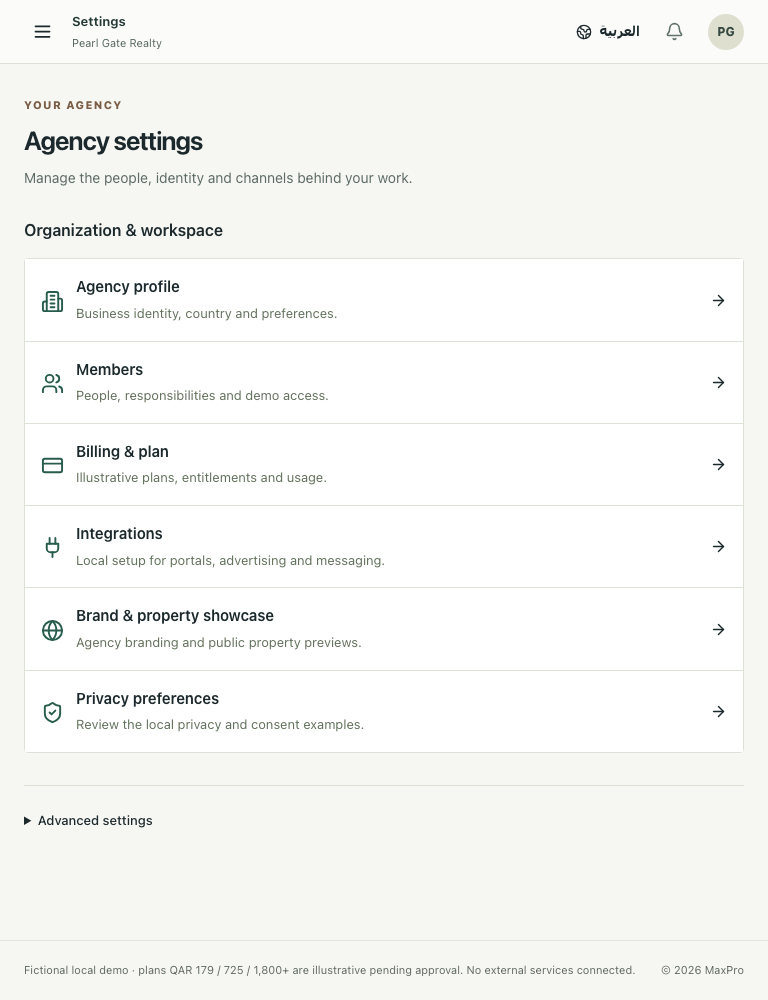 Settings
Pearl Gate Realty
العربية
PG
YOUR AGENCY
Agency settings
Manage the people, identity and channels behind your work.
Organization & workspace
Agency profile
Business identity, country and preferences.
Members
People, responsibilities and demo access.
Billing & plan
Illustrative plans, entitlements and usage.
Integrations
Local setup for portals, advertising and messaging.
Brand & property showcase
Agency branding and public property previews.
Privacy preferences
Review the local privacy and consent examples.
Advanced settings
Fictional local demo · plans QAR 179 / 725 / 1,800+ are illustrative pending approval. No external services connected.
© 2026 MaxPro